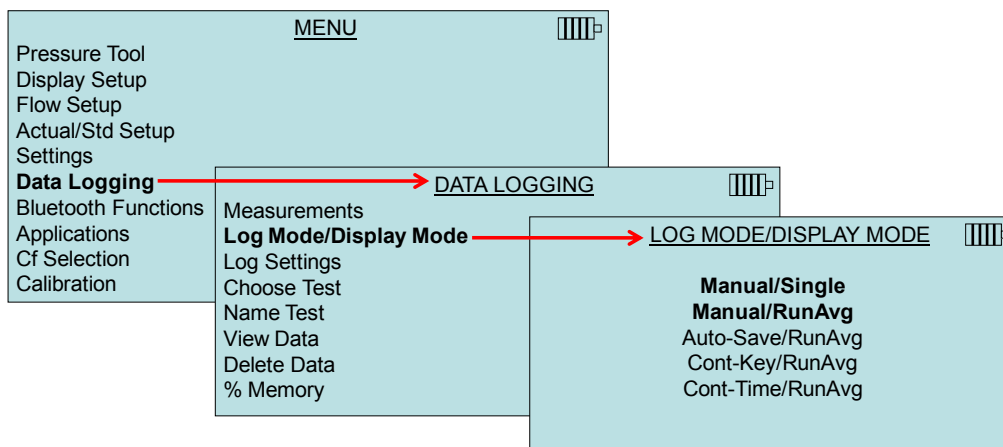 MENU
Pressure Tool
Display Setup
Flow Setup
Actual/Std Setup
Settings
Data Logging
Bluetooth Functions
Applications
Cf Selection
Calibration
DATA LOGGING
Measurements
Log Mode/Display Mode
Log Settings
Choose Test
Name Test
View Data
Delete Data
% Memory
LOG MODE/DISPLAY MODE
Manual/Single
Manual/RunAvg
Auto-Save/RunAvg
Cont-Key/RunAvg
Cont-Time/RunAvg